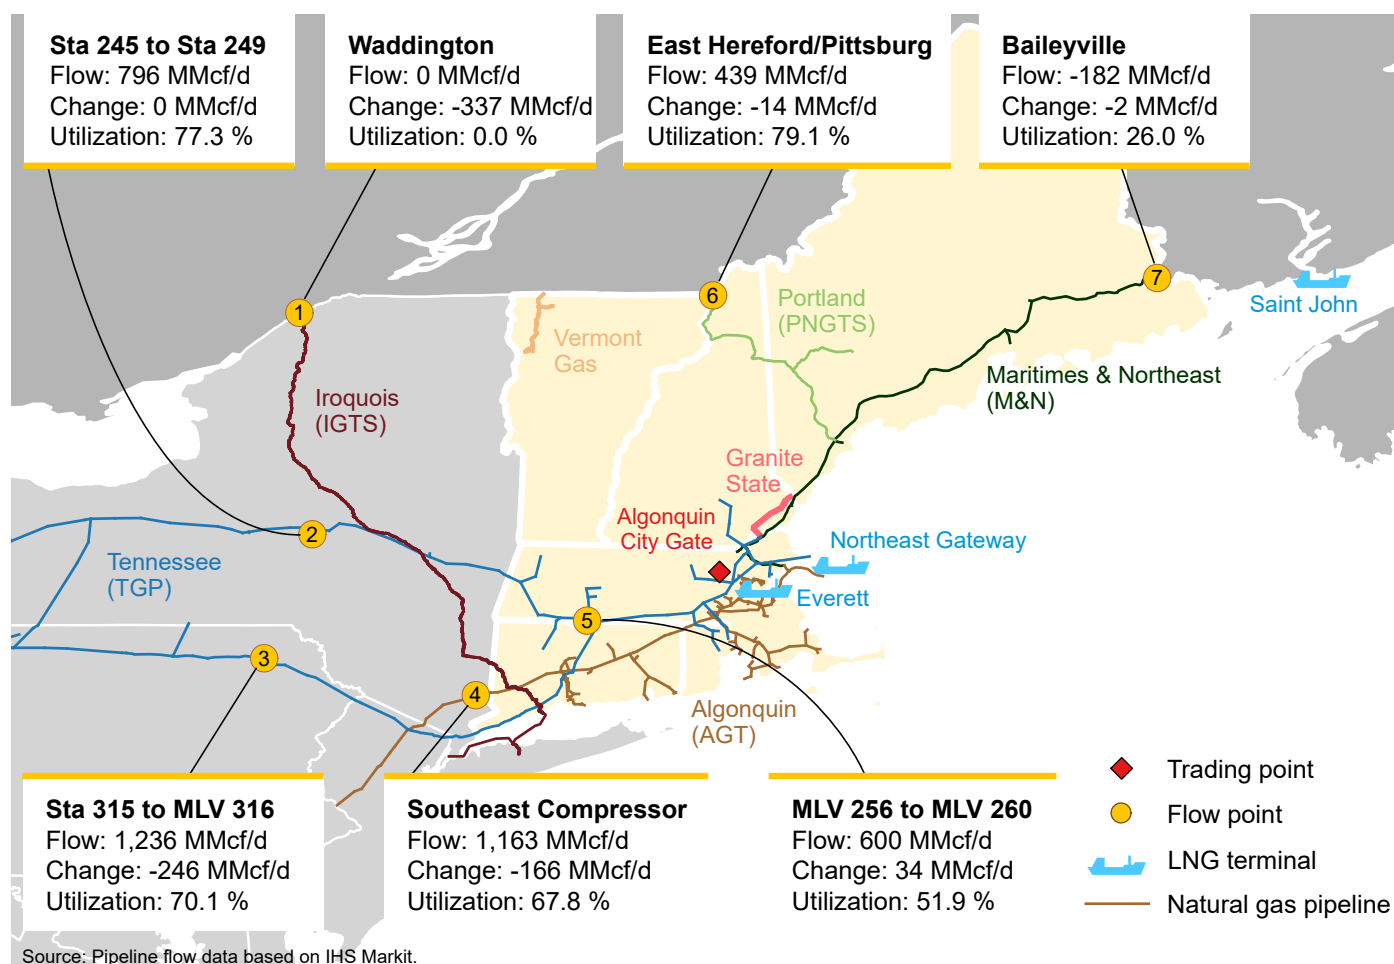 Sta 245 to Sta 249
Flow: 796 MMcf/d
Change: 0 MMcf/d
Utilization: 77.3 %
Waddington
Flow: 0 MMcf/d
Change: -337 MMcf/d
Utilization: 0.0 %
East Hereford/Pittsburg
Flow: 439 MMcf/d
Change: -14 MMcf/d
Utilization: 79.1 %
Baileyville
Flow: -182 MMcf/d
Change: -2 MMcf/d
Utilization: 26.0 %
1
6
7
Saint John
Portland
(PNGTS)
Vermont
Gas
Maritimes & Northeast
(M&N)
Iroquois
(IGTS)
Granite
State
Algonquin
City Gate
2
Northeast Gateway
Tennessee
(TGP)
Everett
5
3
4
Algonquin
(AGT)
Sta 315 to MLV 316
Flow: 1,236 MMcf/d
Change: -246 MMcf/d
Utilization: 70.1 %
Southeast Compressor
Flow: 1,163 MMcf/d
Change: -166 MMcf/d
Utilization: 67.8 %
MLV 256 to MLV 260
Flow: 600 MMcf/d
Change: 34 MMcf/d
Utilization: 51.9 %
Trading point
Flow point
LNG terminal
Natural gas pipeline
Source: Pipeline flow data based on IHS Markit.